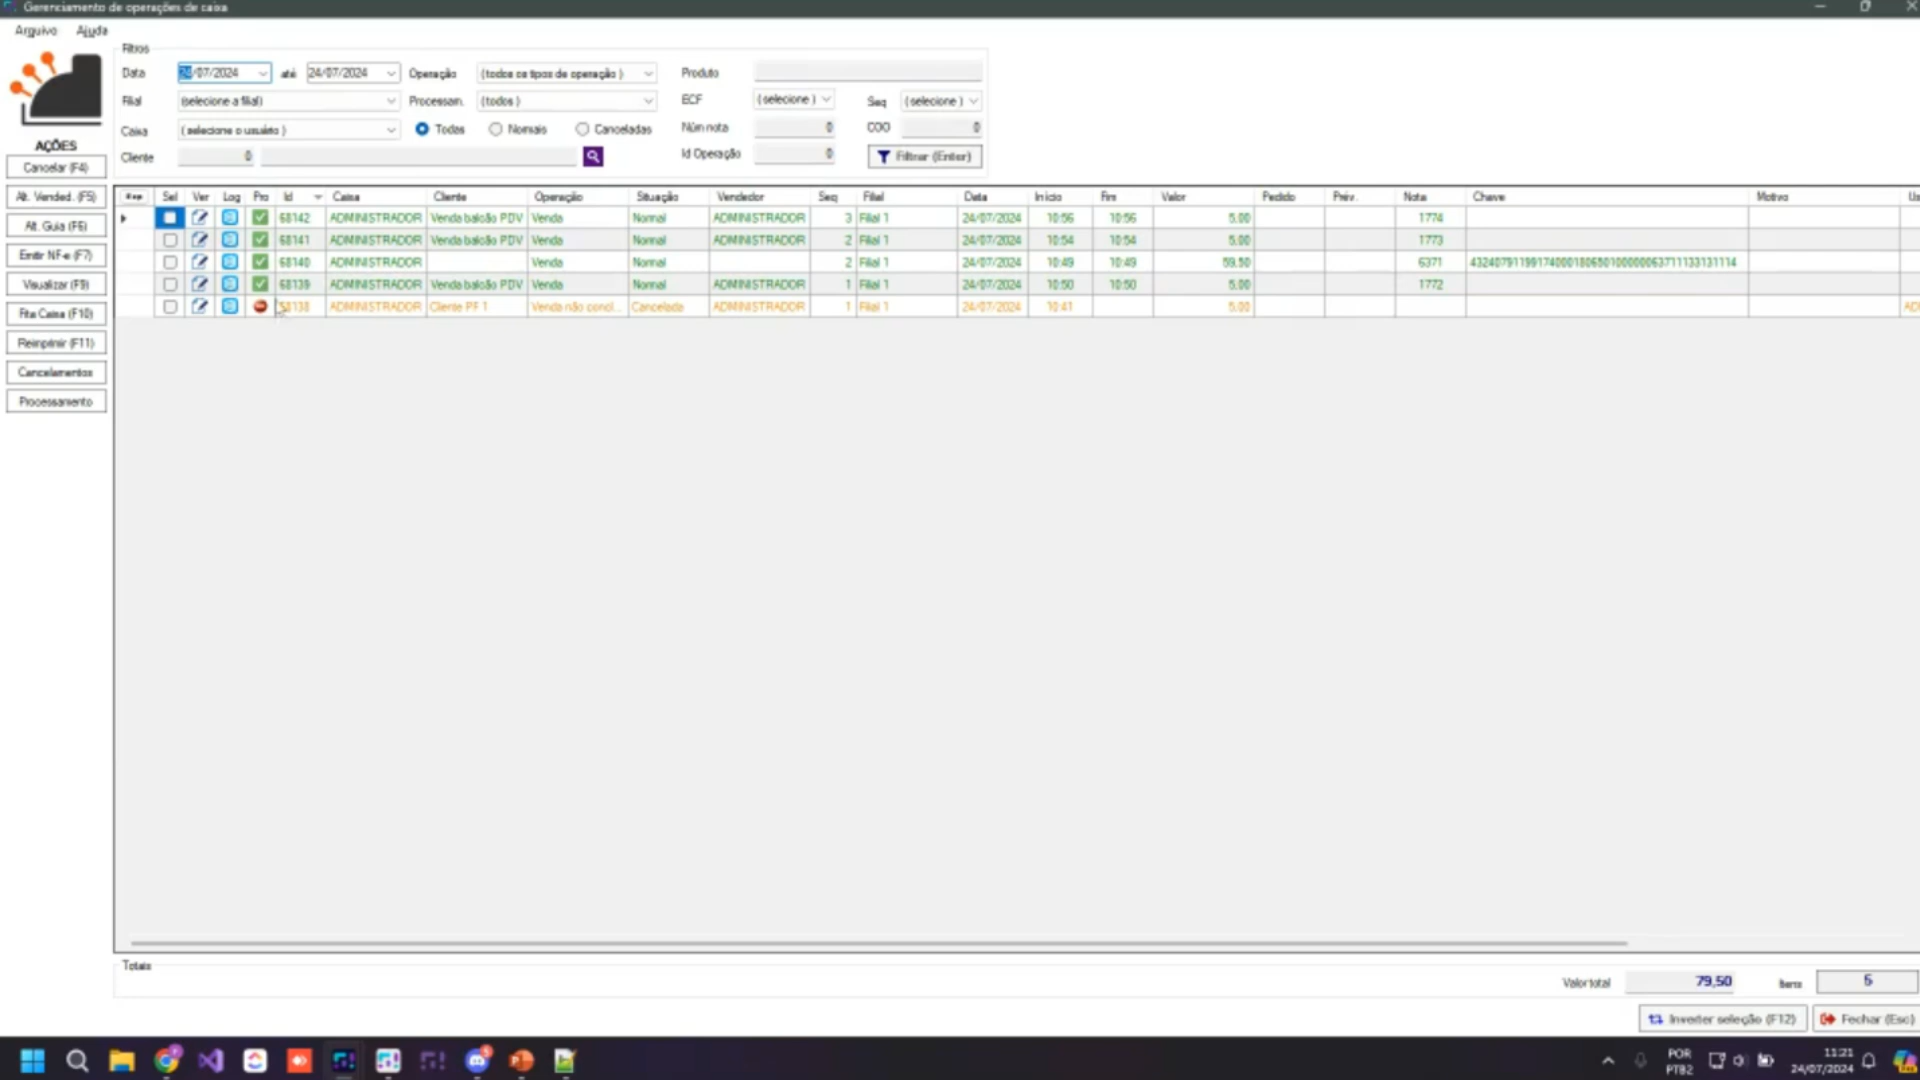 Gerenciamento de operações de caixa
Arquivo Ajuda
Filtros
Data 24/07/2024 até 24/07/2024 Operação (todos os tipos de operação ) Produto
Filial (selecione a filial) Processam. (todos ) ECF ( selecione ) Seq (selecione )
Caixa ( selecione o usuário ) Todas Normais Canceladas Núm nota 0 COO 0
Cliente 0 Id Operação 0 Filtrar (Enter)
AÇÕES
Cancelar (F4)
Alt. Vended. (F5)
Alt. Guia (F6)
Emitir NF-e (F7)
Visualizar (F9)
Fita Caixa (F10)
Reimprimir (F11)
Cancelamentos
Processamento
Sel Ver Log Pro Id Caixa Cliente Operação Situação Vendedor Seq Filial Data Início Fim Valor Pedido Prév. Nota Chave Motivo
68142 ADMINISTRADOR Venda balcão PDV Venda Normal ADMINISTRADOR 3 Filial 1 24/07/2024 10:56 10:56 5,00 1774
68141 ADMINISTRADOR Venda balcão PDV Venda Normal ADMINISTRADOR 2 Filial 1 24/07/2024 10:54 10:54 5,00 1773
68140 ADMINISTRADOR Venda Normal 2 Filial 1 24/07/2024 10:49 10:49 59,50 6371
68139 ADMINISTRADOR Venda balcão PDV Venda Normal ADMINISTRADOR 1 Filial 1 24/07/2024 10:50 10:50 5,00 1772
68138 ADMINISTRADOR Cliente PF 1 Venda não concl... Cancelada ADMINISTRADOR 1 Filial 1 24/07/2024 10:41 5,00
Totais
Valor total 79,50 Itens 5
Inverter seleção (F12) Fechar (Esc)
POR
PTB2
11:21
24/07/2024